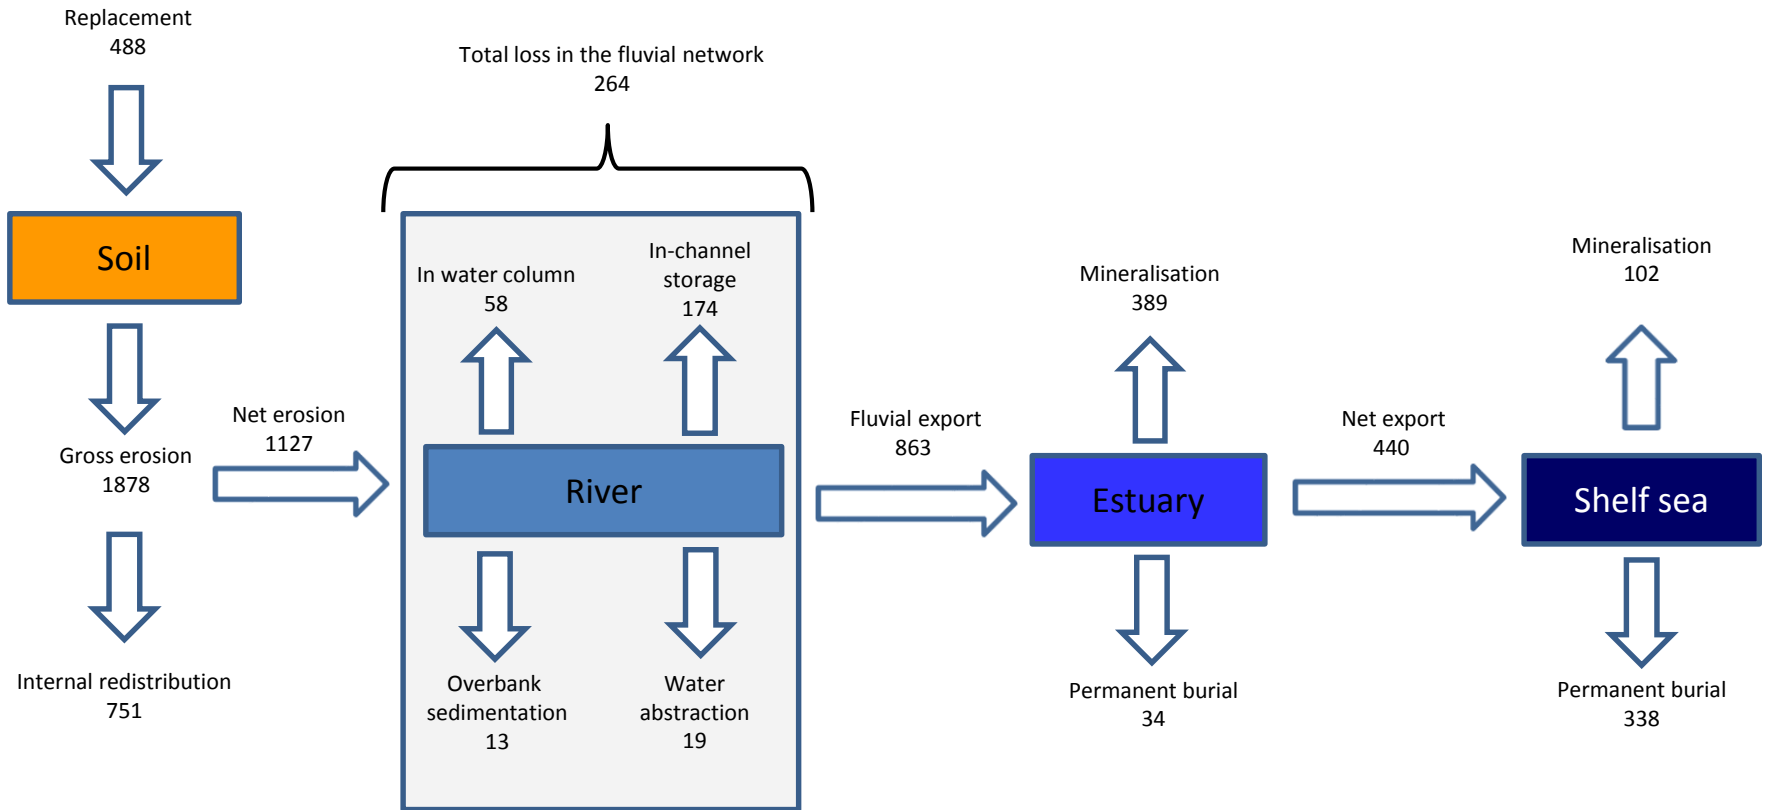 Replacement
488
Total loss in the fluvial network
264
Soil
In water column
58
In-channel
storage
174
Mineralisation
389
Mineralisation
102
Gross erosion
1878
Net erosion
1127
River
Fluvial export
863
Estuary
Net export
440
Shelf sea
Internal redistribution
751
Overbank
sedimentation
13
Water
abstraction
19
Permanent burial
34
Permanent burial
338